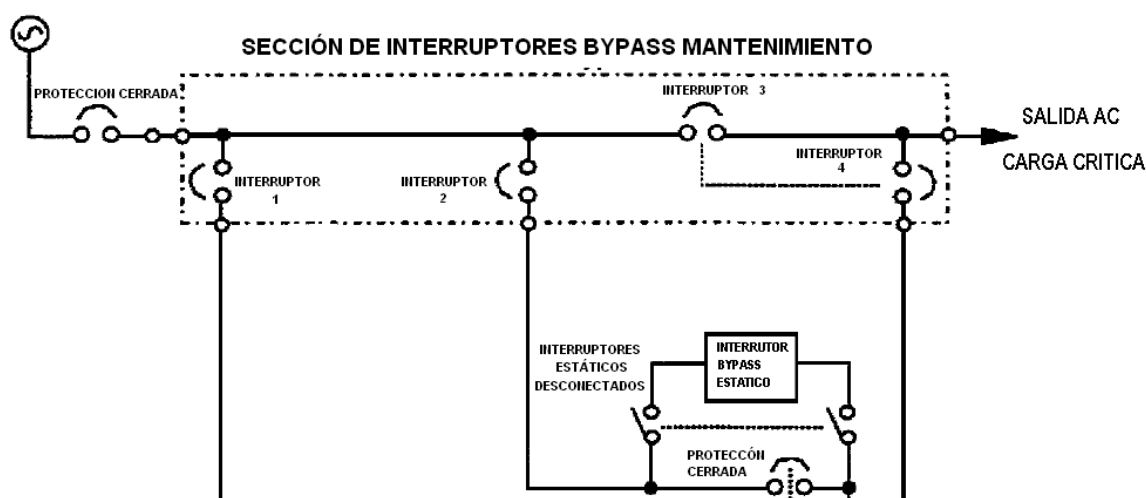 SECCIÓN DE INTERRUPTORES BYPASS MANTENIMIENTO
PROTECCION CERRADA
INTERRUPTOR 3
SALIDA AC
CARGA CRITICA
INTERRUPTOR
1
INTERRUPTOR
2
INTERRUPTOR
4
INTERRUPTORES
ESTÁTICOS
DESCONECTADOS
INTERRUTOR
BYPASS
ESTATICO
PROTECCÓN
CERRADA